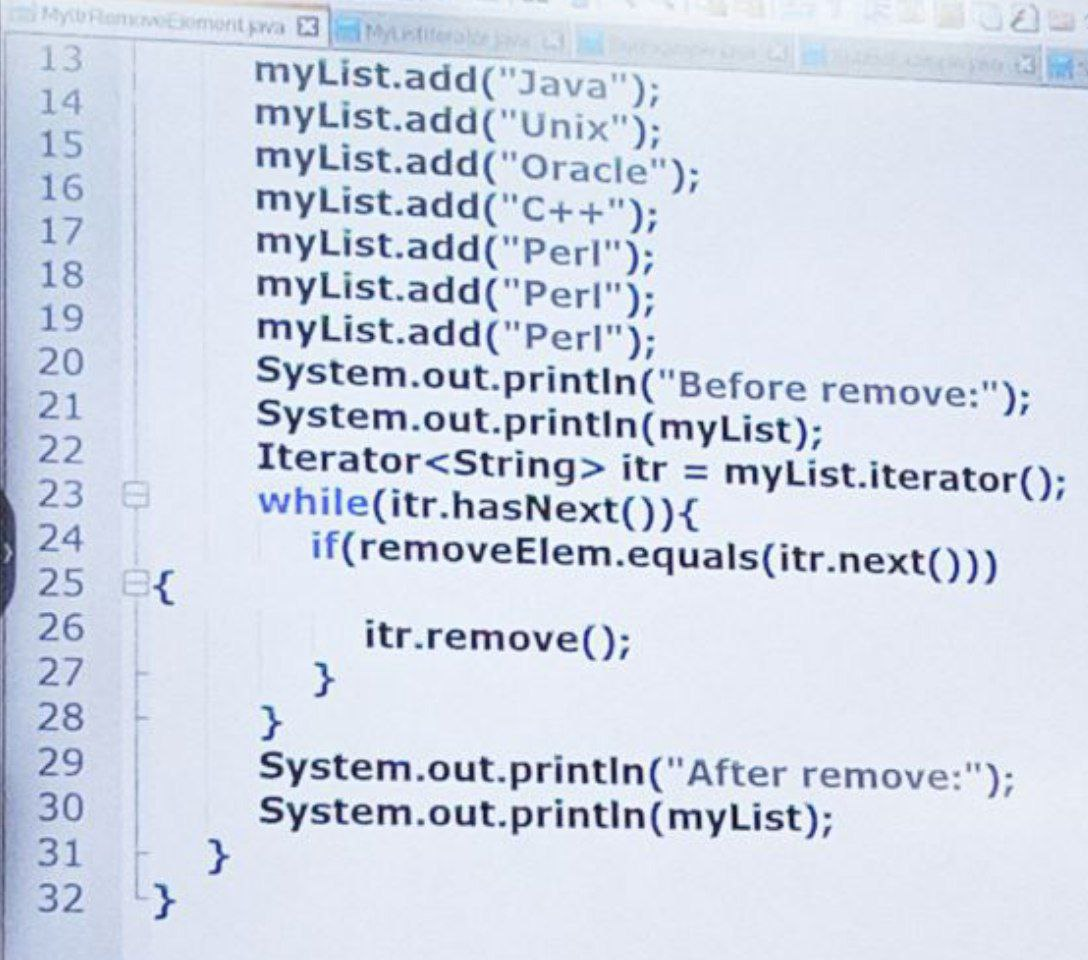 MyItrRemoveElement.java
MyListIterator.java
13 myList.add("Java");
14 myList.add("Unix");
15 myList.add("Oracle");
16 myList.add("C++");
17 myList.add("Perl");
18 myList.add("Perl");
19 myList.add("Perl");
20 System.out.println("Before remove:");
21 System.out.println(myList);
22 Iterator<String> itr = myList.iterator();
23 while(itr.hasNext()){
24 if(removeElem.equals(itr.next()))
25 {
26 itr.remove();
27 }
28 }
29 System.out.println("After remove:");
30 System.out.println(myList);
31 }
32 }